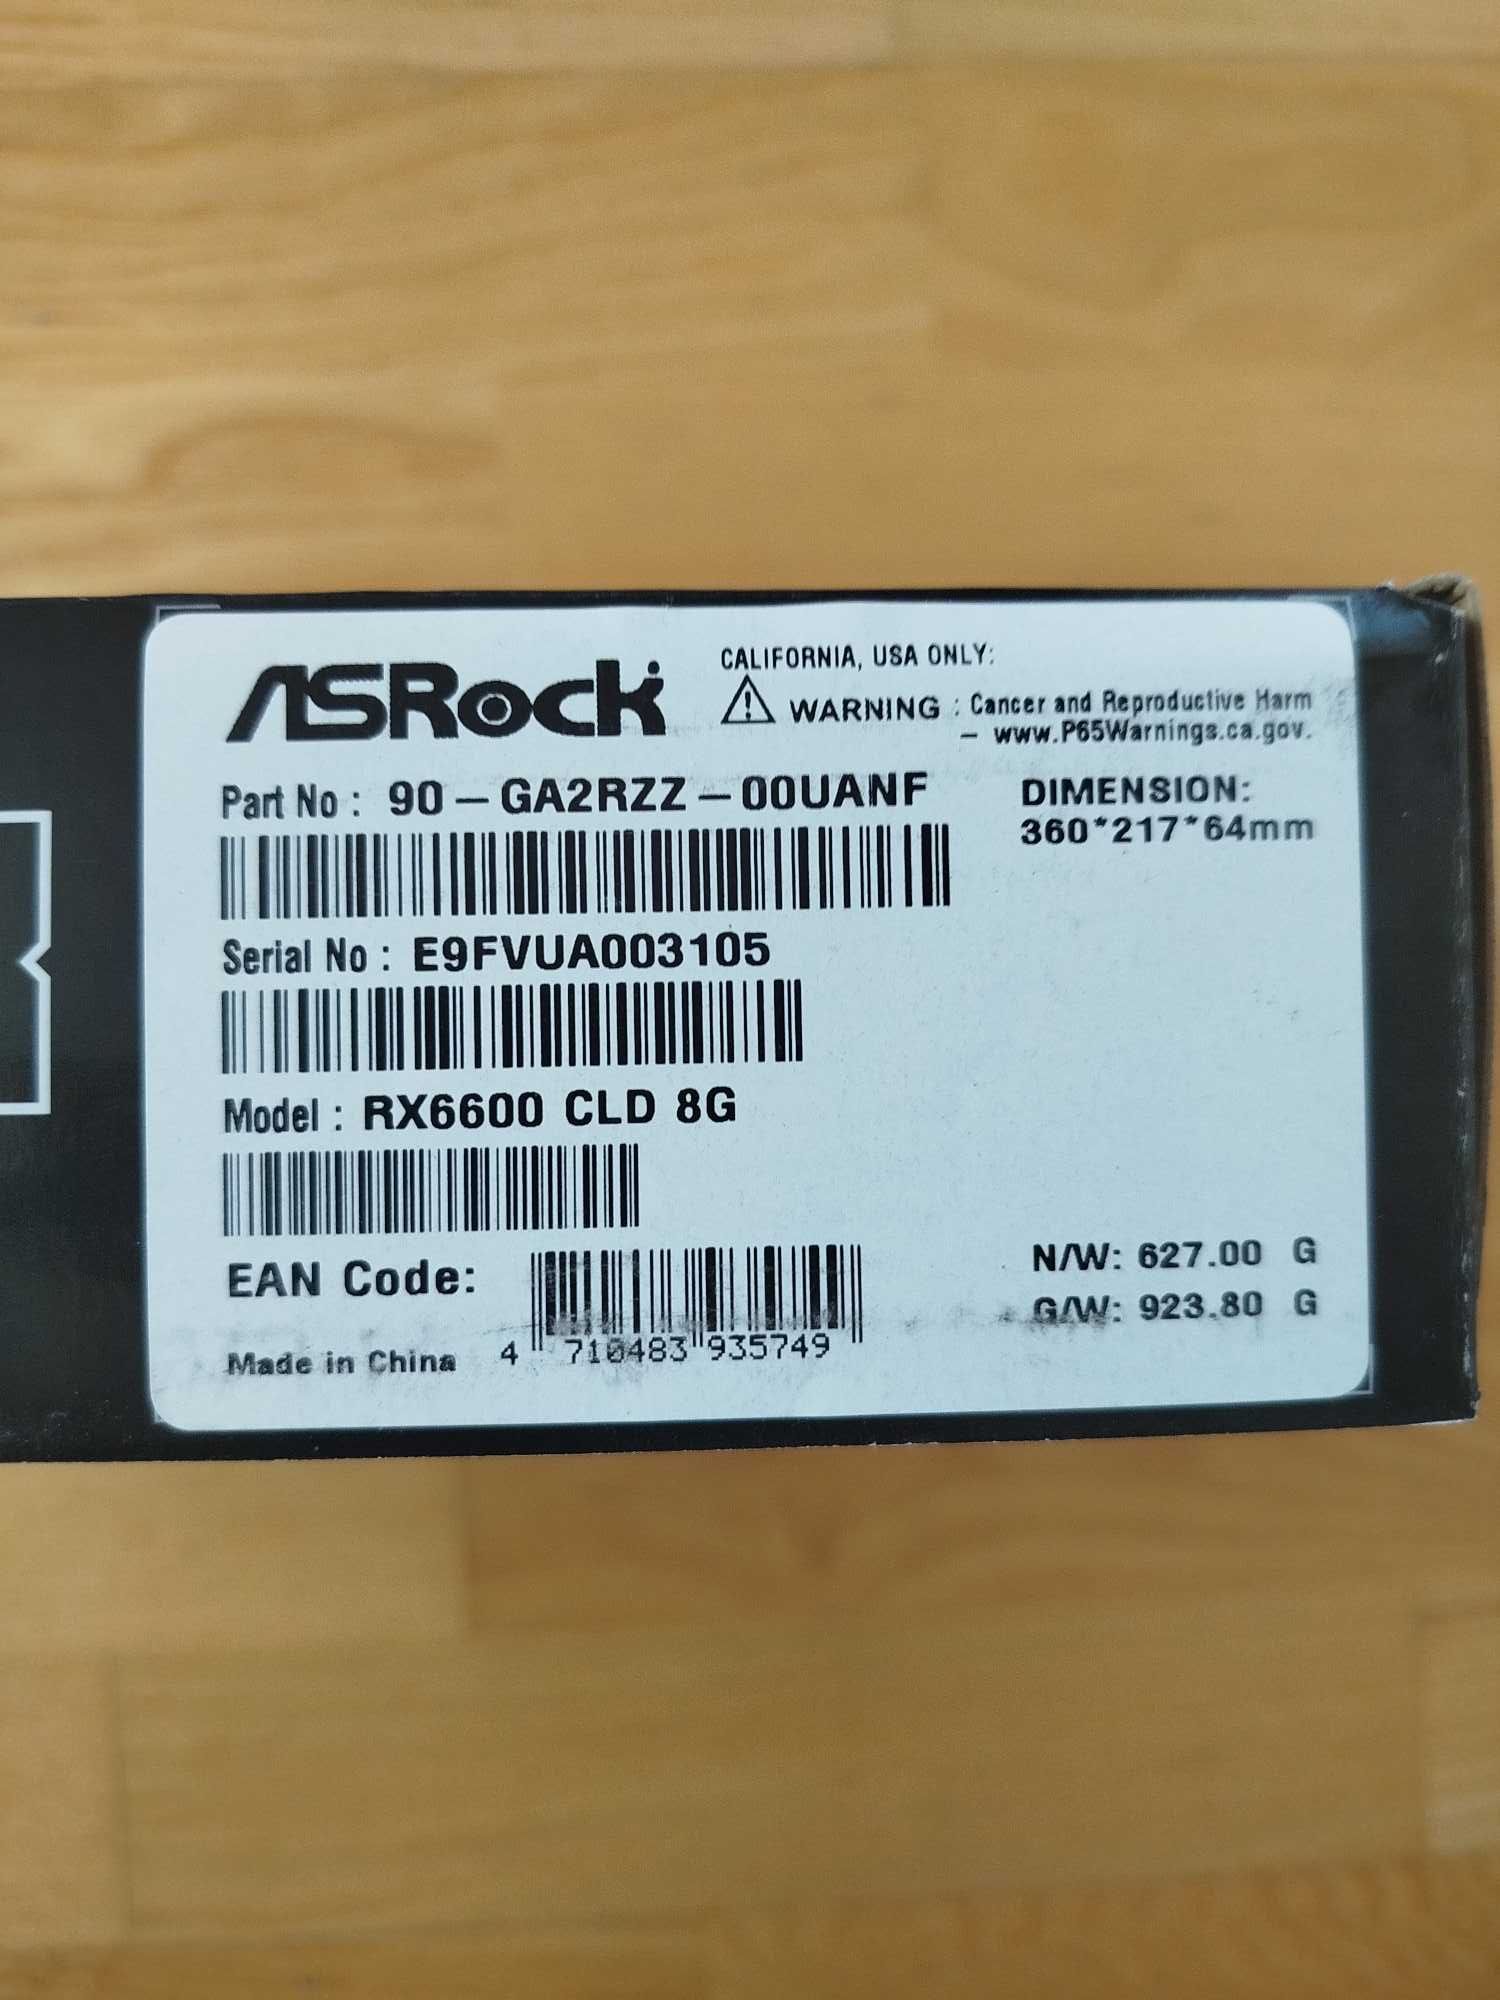 ASRock
CALIFORNIA, USA ONLY:
WARNING : Cancer and Reproductive Harm
– www.P65Warnings.ca.gov.
Part No : 90–GA2RZZ–00UANF
DIMENSION:
360*217*64mm
Serial No : E9FVUA003105
Model : RX6600 CLD 8G
EAN Code:
4 710483 935749
N/W: 627.00 G
G/W: 923.80 G
Made in China